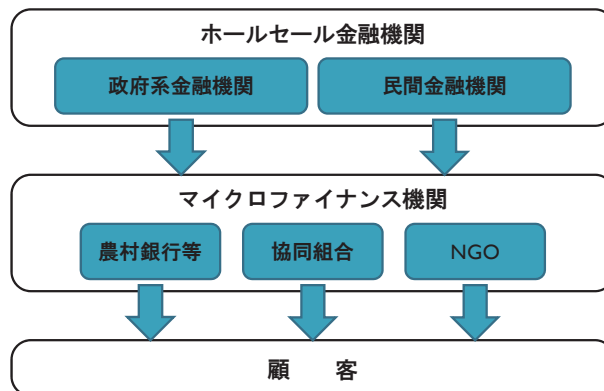 ホールセール金融機関
政府系金融機関 民間金融機関
マイクロファイナンス機関
農村銀行等 協同組合 NGO
顧　客